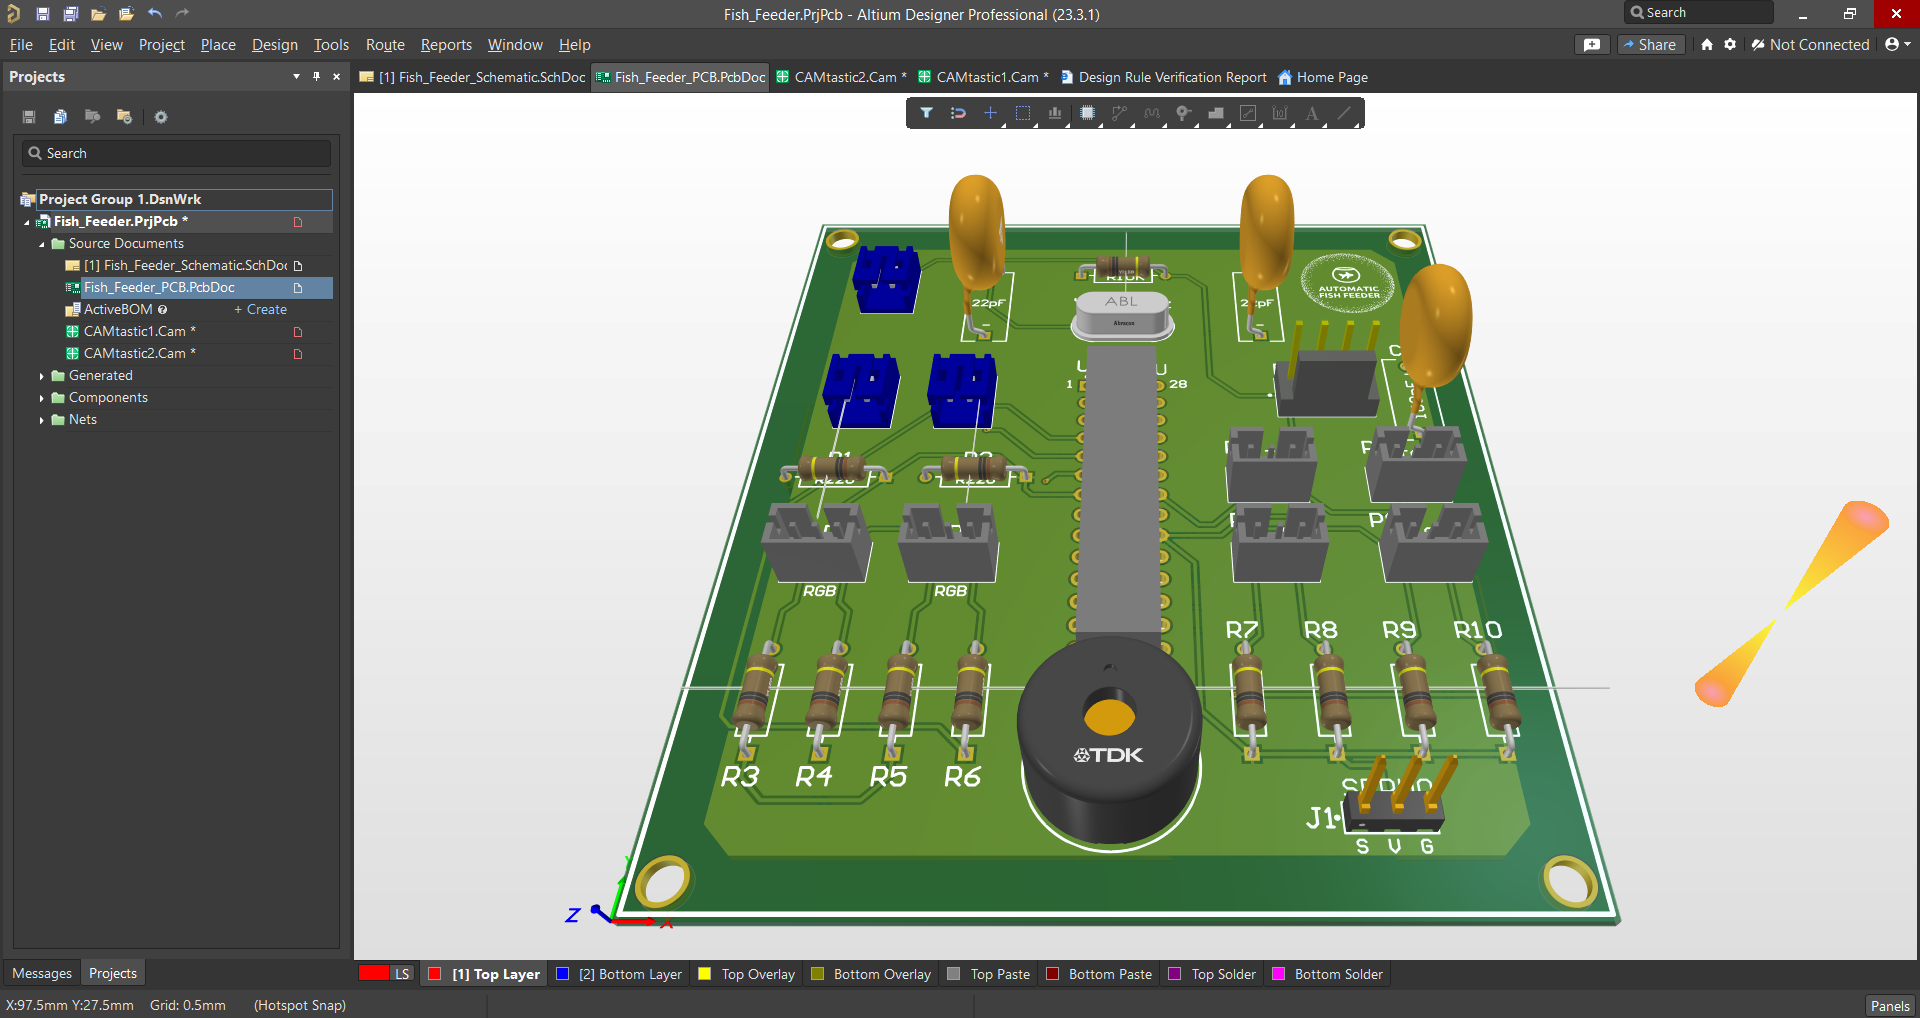 Fish_Feeder.PrjPcb - Altium Designer Professional (23.3.1)
Search
File Edit View Project Place Design Tools Route Reports Window Help
Share
Not Connected
Projects
[1] Fish_Feeder_Schematic.SchDoc
Fish_Feeder_PCB.PcbDoc
CAMtastic2.Cam *
CAMtastic1.Cam *
Design Rule Verification Report
Home Page
Search
Project Group 1.DsnWrk
Fish_Feeder.PrjPcb *
Source Documents
[1] Fish_Feeder_Schematic.SchDoc
Fish_Feeder_PCB.PcbDoc
ActiveBOM
+ Create
CAMtastic1.Cam *
CAMtastic2.Cam *
Generated
Components
Nets
22pF
R10K
ABL
Abracon
AUTOMATIC
FISH FEEDER
1
28
RGB
RGB
R7
R8
R9
R10
TDK
R3
R4
R5
R6
SERVO
J1
S V G
Z
X
Messages
Projects
LS
[1] Top Layer
[2] Bottom Layer
Top Overlay
Bottom Overlay
Top Paste
Bottom Paste
Top Solder
Bottom Solder
X:97.5mm Y:27.5mm Grid: 0.5mm (Hotspot Snap)
Panels